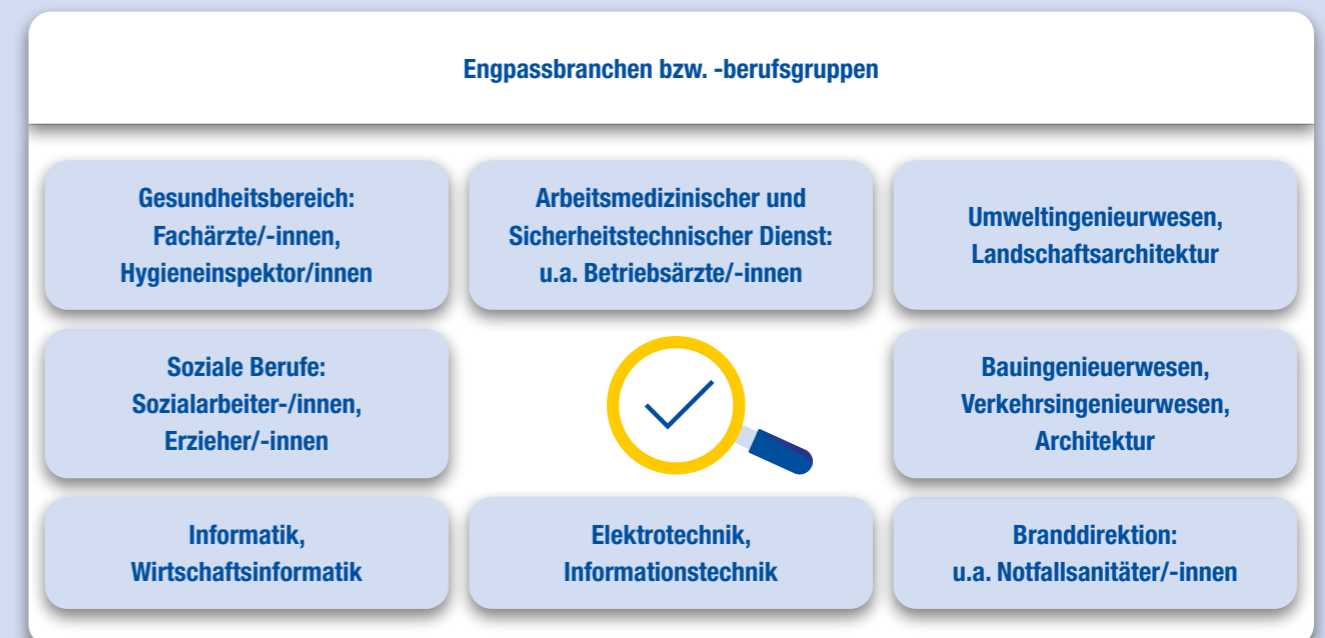 Engpassbranchen bzw. -berufsgruppen
Gesundheitsbereich:
Fachärzte/-innen,
Hygieneinspektor/innen
Arbeitsmedizinischer und
Sicherheitstechnischer Dienst:
u.a. Betriebsärzte/-innen
Umweltingenieurwesen,
Landschaftsarchitektur
Soziale Berufe:
Sozialarbeiter-/innen,
Erzieher/-innen
Bauingenieuerwesen,
Verkehrsingenieurwesen,
Architektur
Informatik,
Wirtschaftsinformatik
Elektrotechnik,
Informationstechnik
Branddirektion:
u.a. Notfallsanitäter/-innen